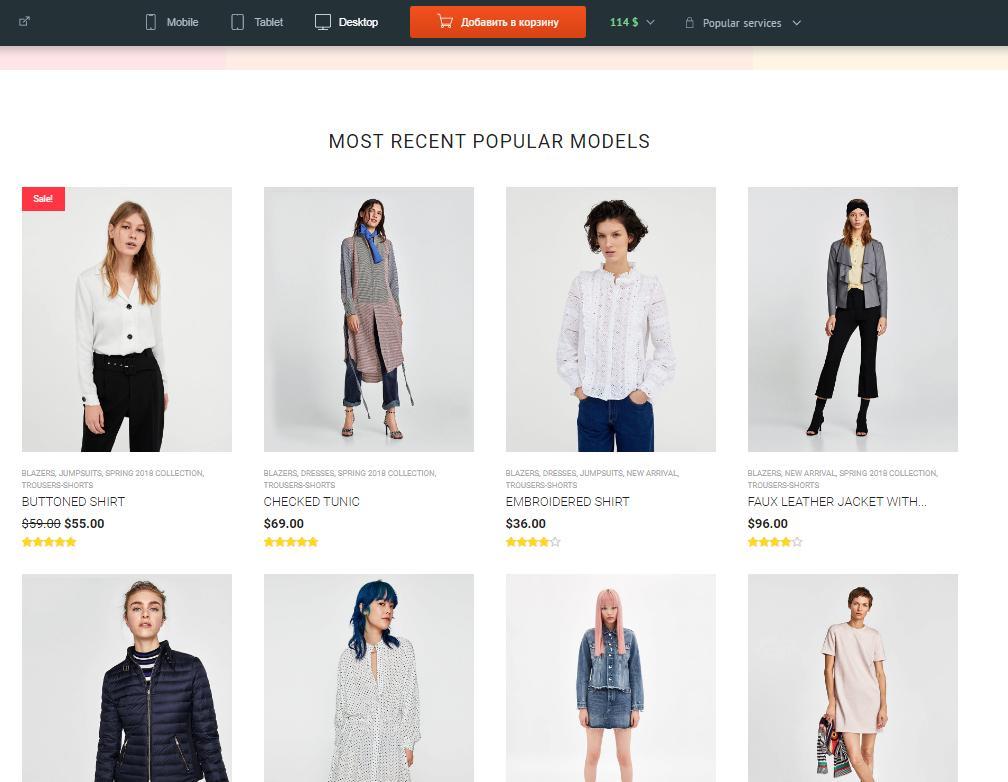 Mobile Tablet Desktop Добавить в корзину 114 $ Popular services
MOST RECENT POPULAR MODELS
Sale!
BLAZERS, JUMPSUITS, SPRING 2018 COLLECTION,
TROUSERS-SHORTS
BUTTONED SHIRT
$59.00 $55.00
BLAZERS, DRESSES, SPRING 2018 COLLECTION,
TROUSERS-SHORTS
CHECKED TUNIC
$69.00
BLAZERS, DRESSES, JUMPSUITS, NEW ARRIVAL,
TROUSERS-SHORTS
EMBROIDERED SHIRT
$36.00
BLAZERS, NEW ARRIVAL, SPRING 2018 COLLECTION,
TROUSERS-SHORTS
FAUX LEATHER JACKET WITH...
$96.00